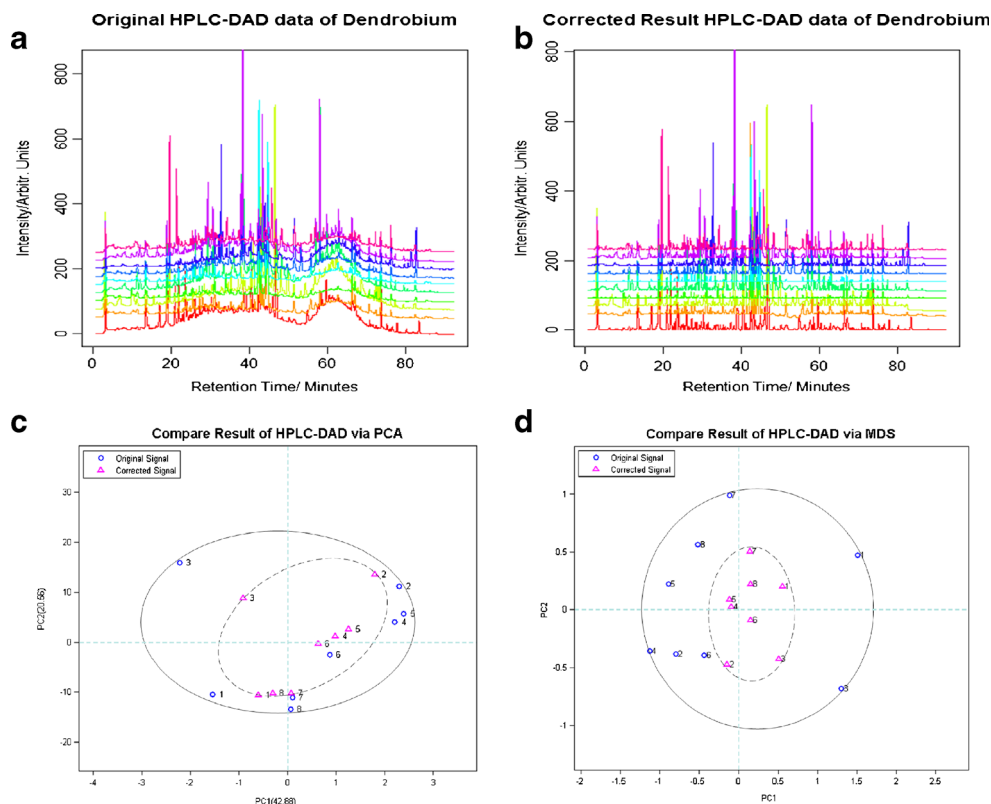 a
Original HPLC-DAD data of Dendrobium
Intensity/Arbitr. Units
800
600
400
200
0
0 20 40 60 80
Retention Time/ Minutes
b
Corrected Result HPLC-DAD data of Dendrobium
Intensity/Arbitr. Units
800
600
400
200
0
0 20 40 60 80
Retention Time/ Minutes
c
Compare Result of HPLC-DAD via PCA
Original Signal
Corrected Signal
PC2(20.56)
30
20
10
0
-10
-20
3
2
2
3
5
5
4
4
6
6
1
1
8
7
7
8
-4 -3 -2 -1 0 1 2 3
PC1(42.88)
d
Compare Result of HPLC-DAD via MDS
Original Signal
Corrected Signal
PC2
1
0.5
0
-0.5
-1
7
8
7
1
5
8
1
5
4
6
4
2
6
3
2
3
-2 -1.5 -1 -0.5 0 0.5 1 1.5 2 2.5
PC1